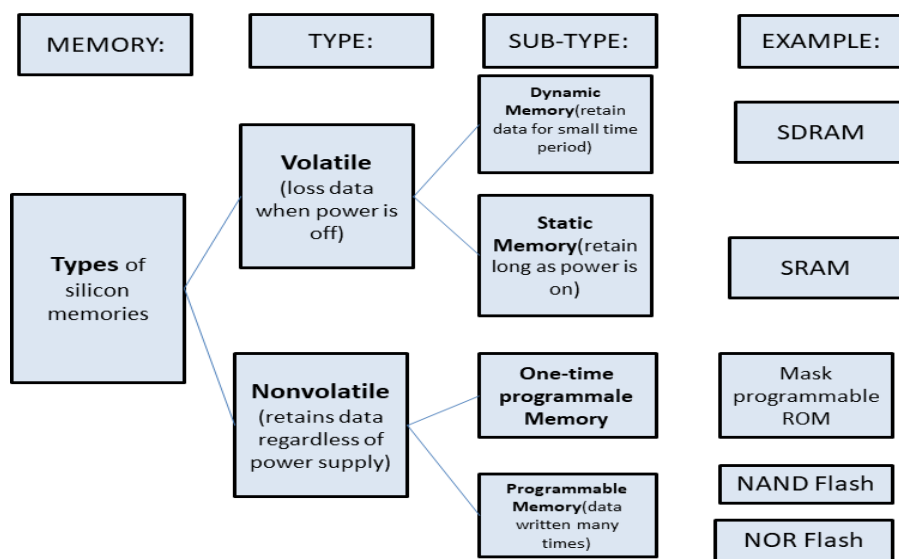 MEMORY:
TYPE:
SUB-TYPE:
EXAMPLE:
Types of
silicon
memories
Volatile
(loss data
when power is
off)
Nonvolatile
(retains data
regardless of
power supply)
Dynamic
Memory(retain
data for small time
period)
Static
Memory(retain
long as power is
on)
One-time
programmale
Memory
Programmable
Memory(data
written many
times)
SDRAM
SRAM
Mask
programmable
ROM
NAND Flash
NOR Flash